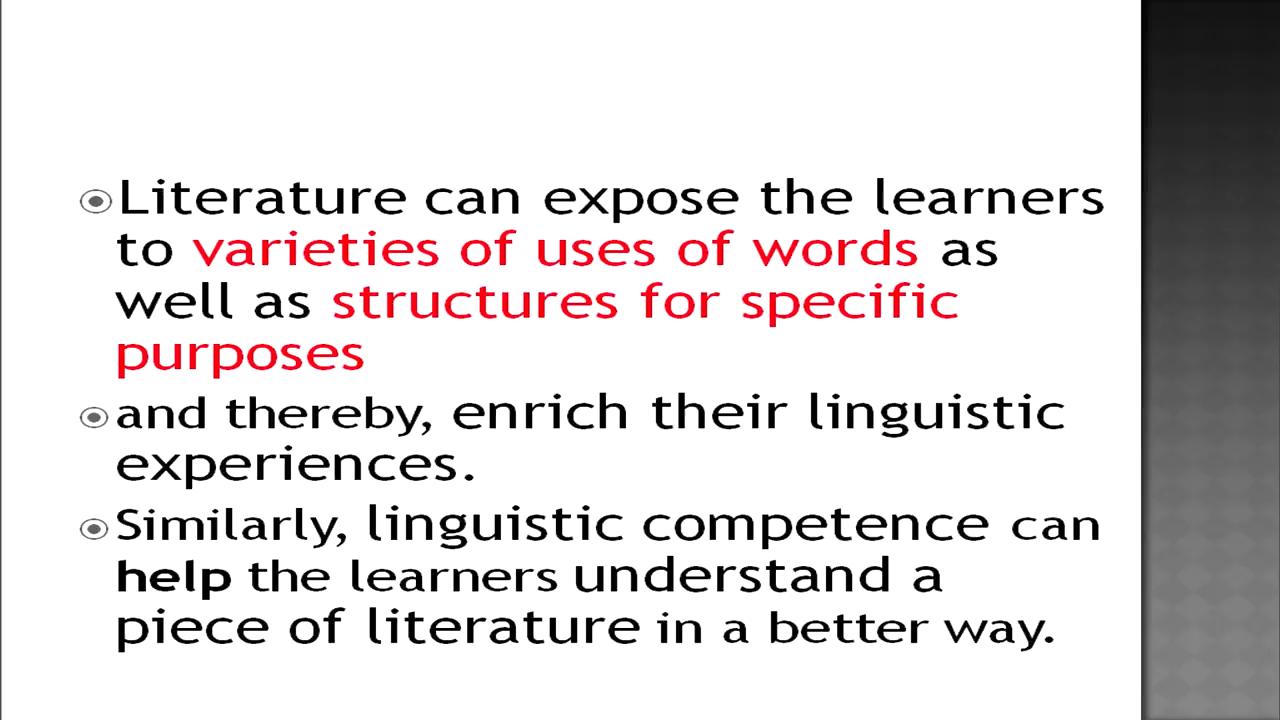 Literature can expose the learners
to varieties of uses of words as
well as structures for specific
purposes
and thereby, enrich their linguistic
experiences.
Similarly, linguistic competence can
help the learners understand a
piece of literature in a better way.